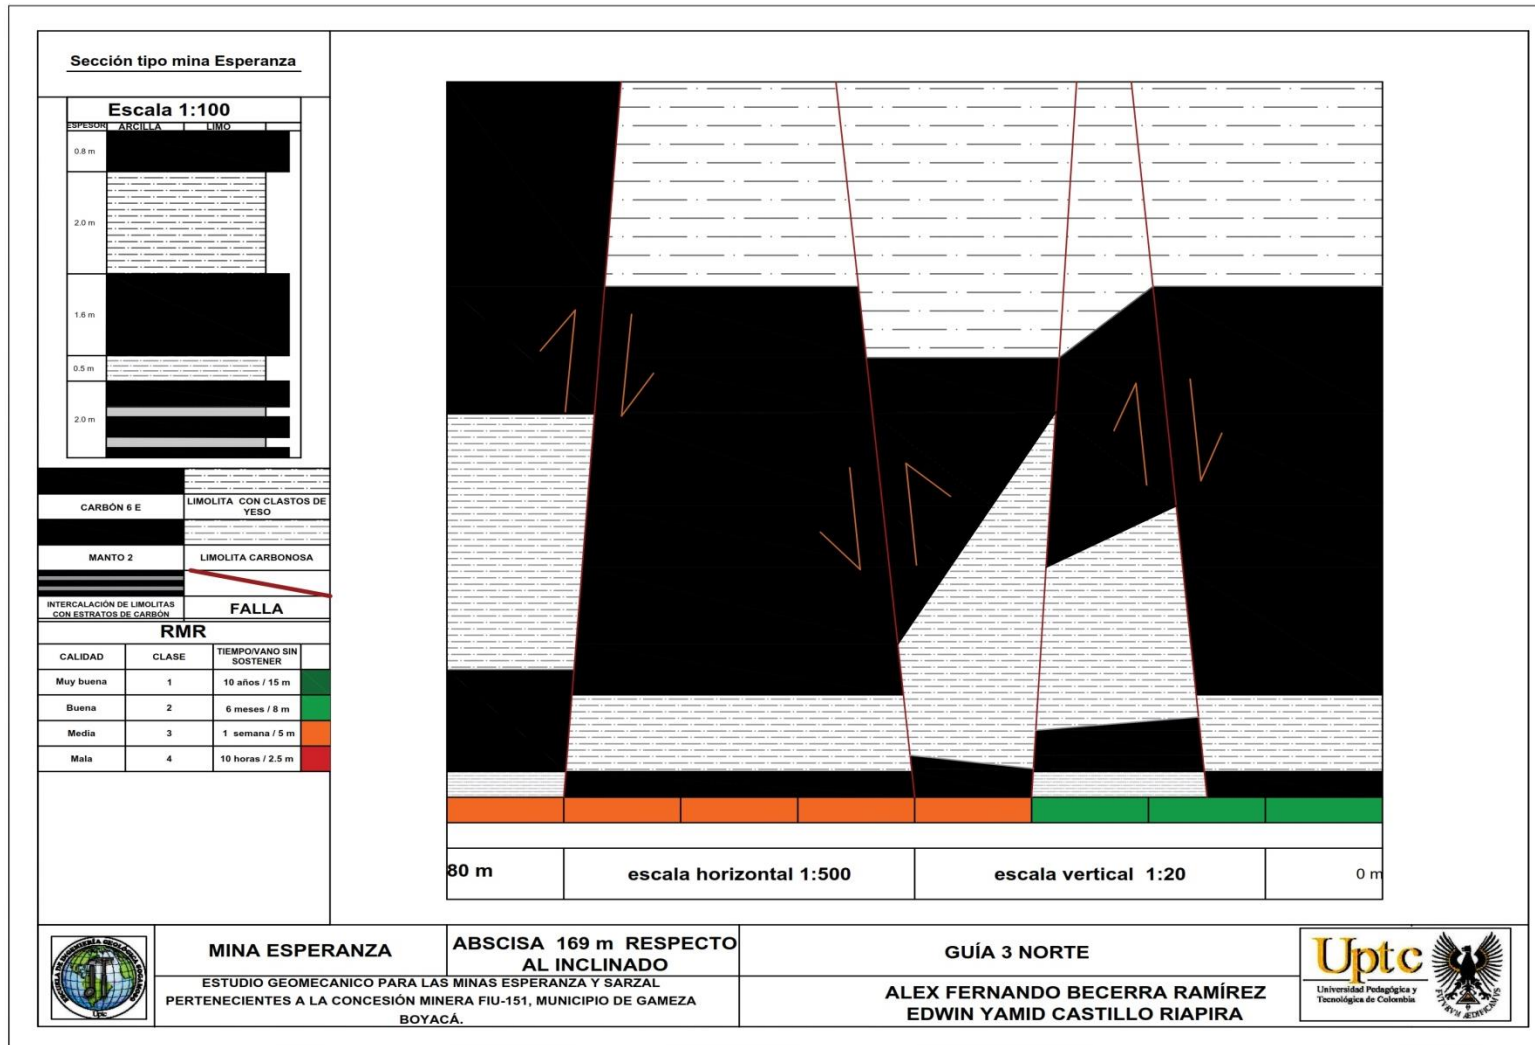 Sección tipo mina Esperanza
Escala 1:100
ESPESOR ARCILLA LIMO
0.8 m
2.0 m
1.6 m
0.5 m
2.0 m
CARBÓN 6 E
LIMOLITA CON CLASTOS DE
YESO
MANTO 2
LIMOLITA CARBONOSA
INTERCALACIÓN DE LIMOLITAS
CON ESTRATOS DE CARBÓN
FALLA
RMR
CALIDAD CLASE TIEMPO/VANO SIN
SOSTENER
Muy buena 1 10 años / 15 m
Buena 2 6 meses / 8 m
Media 3 1 semana / 5 m
Mala 4 10 horas / 2.5 m
80 m escala horizontal 1:500 escala vertical 1:20 0 m
MINA ESPERANZA
ABSCISA 169 m RESPECTO
AL INCLINADO
GUÍA 3 NORTE
ESTUDIO GEOMECANICO PARA LAS MINAS ESPERANZA Y SARZAL
PERTENECIENTES A LA CONCESIÓN MINERA FIU-151, MUNICIPIO DE GAMEZA
BOYACÁ.
ALEX FERNANDO BECERRA RAMÍREZ
EDWIN YAMID CASTILLO RIAPIRA
Uptc
Universidad Pedagógica y
Tecnológica de Colombia